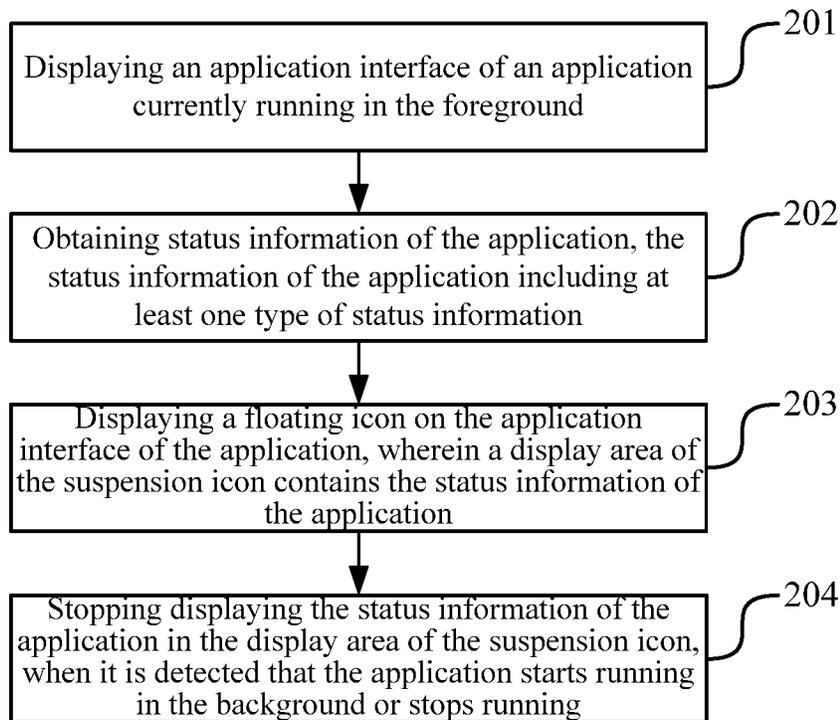 201
Displaying an application interface of an application
currently running in the foreground
202
Obtaining status information of the application, the
status information of the application including at
least one type of status information
203
Displaying a floating icon on the application
interface of the application, wherein a display area of
the suspension icon contains the status information of
the application
204
Stopping displaying the status information of the
application in the display area of the suspension icon,
when it is detected that the application starts running
in the background or stops running